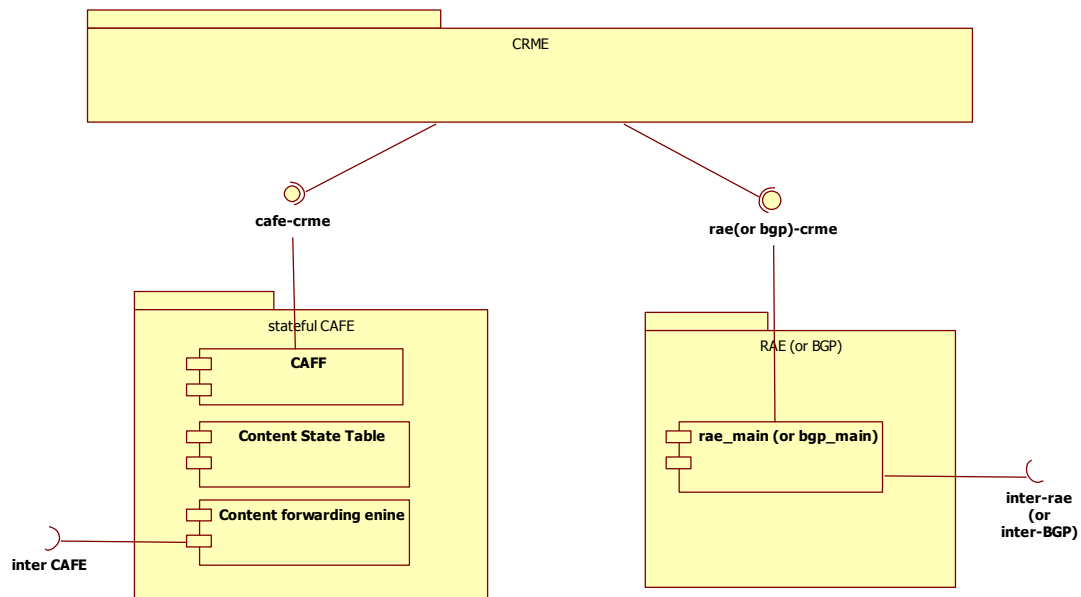 CRME
cafe-crme
rae(or bgp)-crme
stateful CAFE
CAFF
Content State Table
Content forwarding enine
inter CAFE
RAE (or BGP)
rae_main (or bgp_main)
inter-rae
(or
inter-BGP)